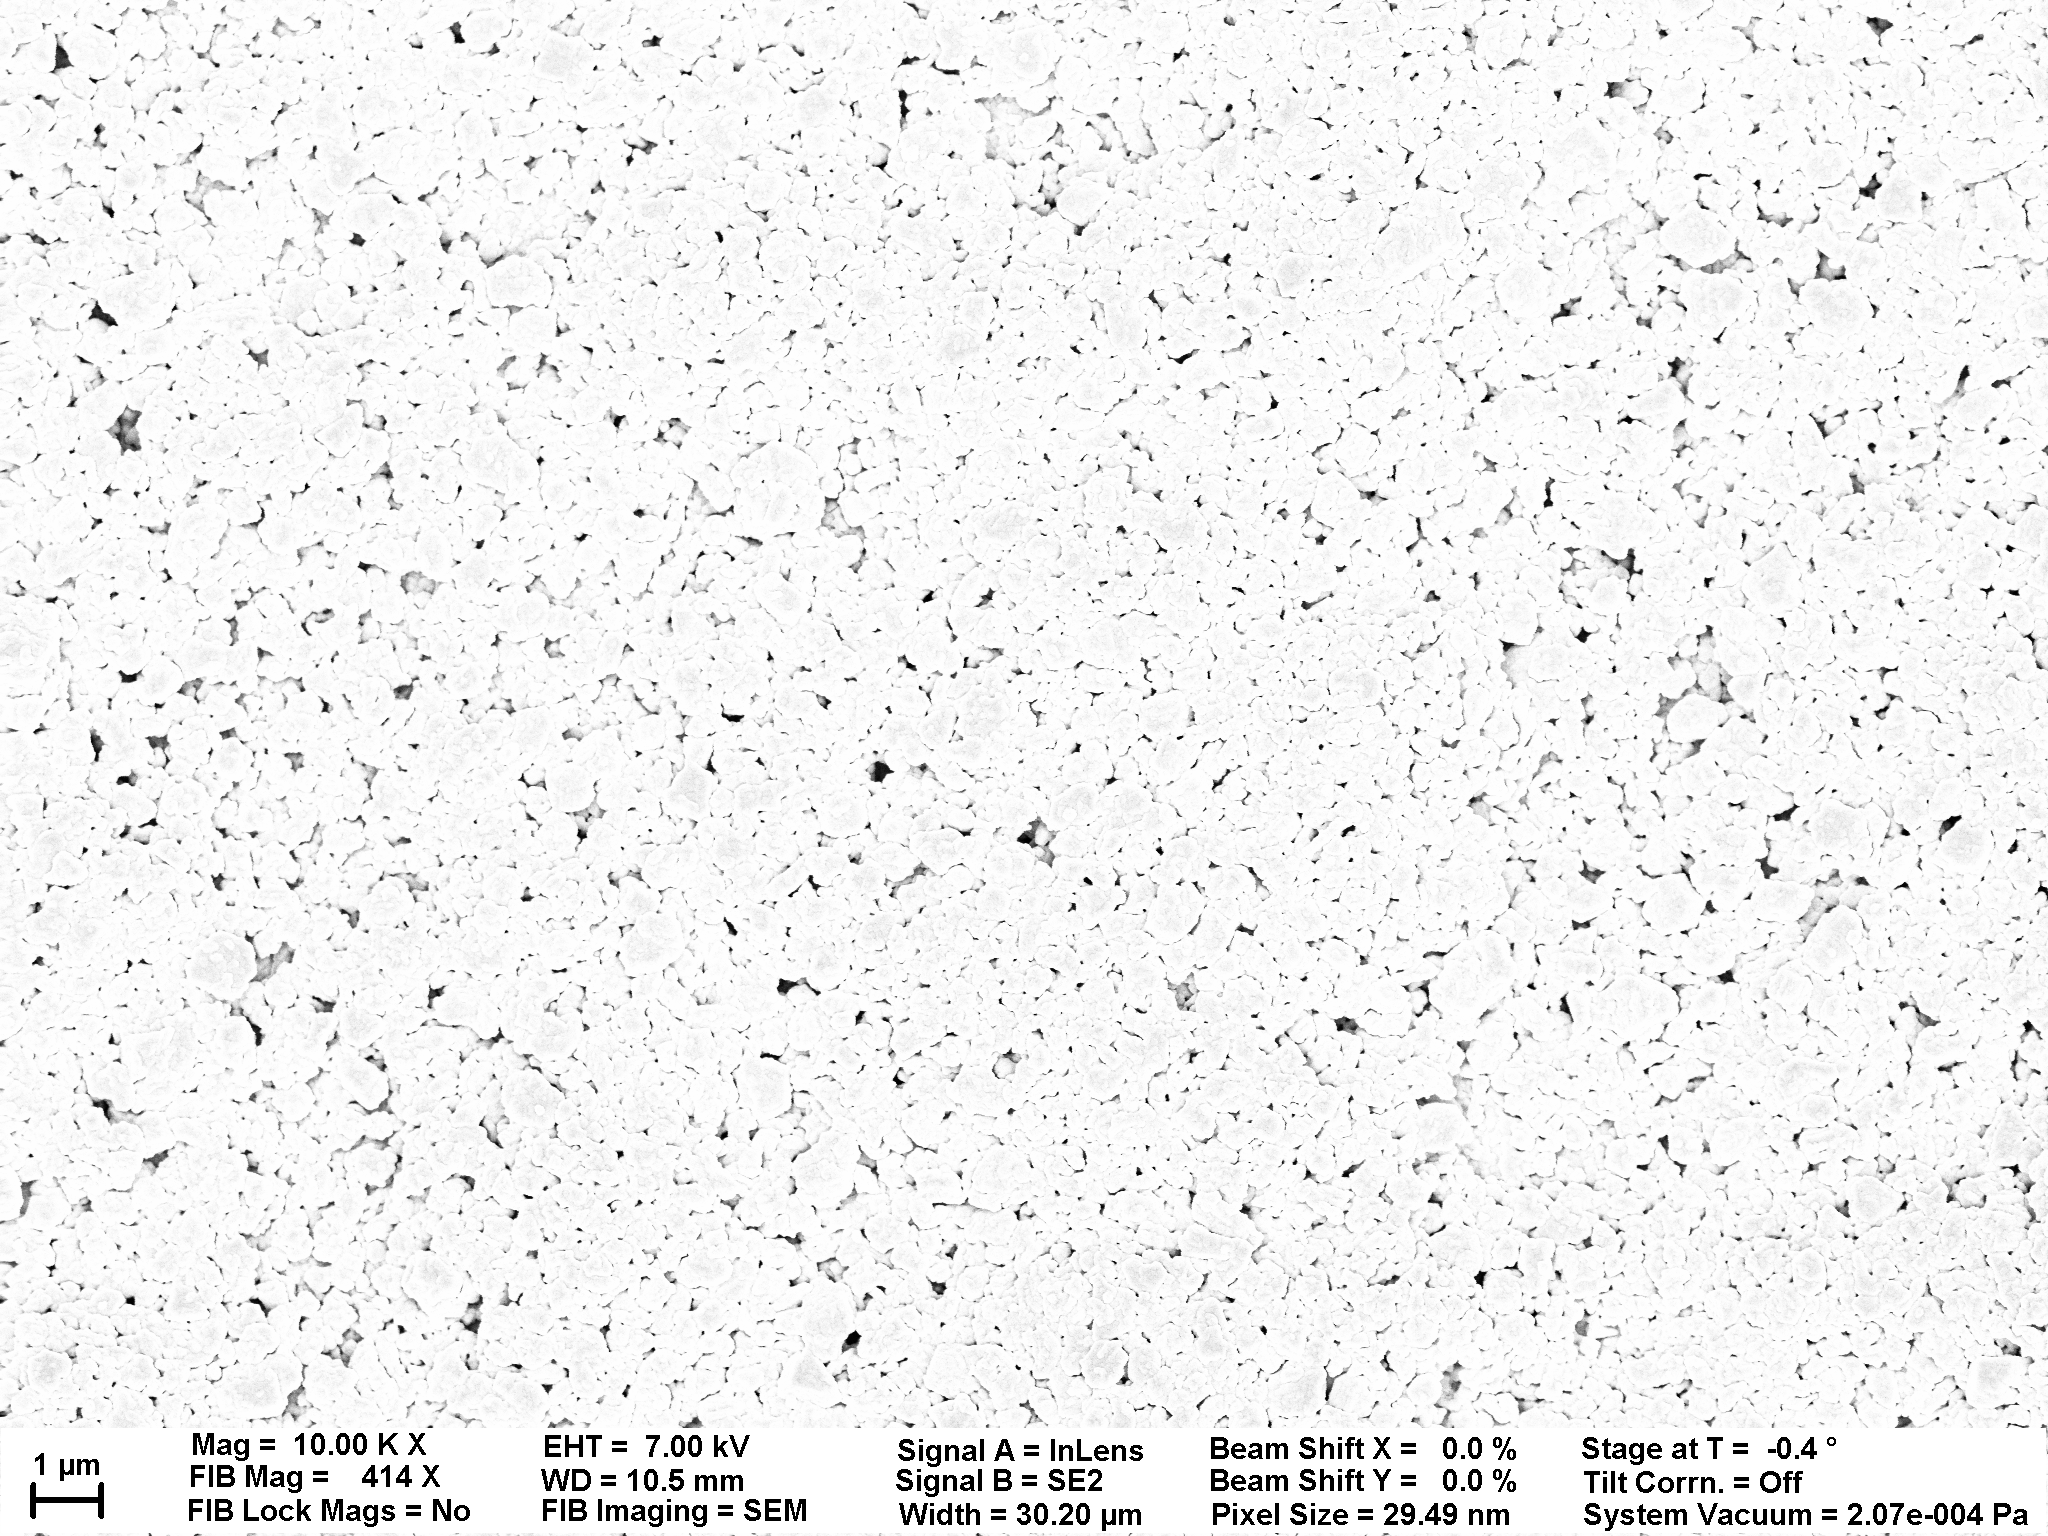 1 µm
Mag = 10.00 K X
FIB Mag = 414 X
FIB Lock Mags = No
EHT = 7.00 kV
WD = 10.5 mm
FIB Imaging = SEM
Signal A = InLens
Signal B = SE2
Width = 30.20 µm
Beam Shift X = 0.0 %
Beam Shift Y = 0.0 %
Pixel Size = 29.49 nm
Stage at T = -0.4 °
Tilt Corrn. = Off
System Vacuum = 2.07e-004 Pa